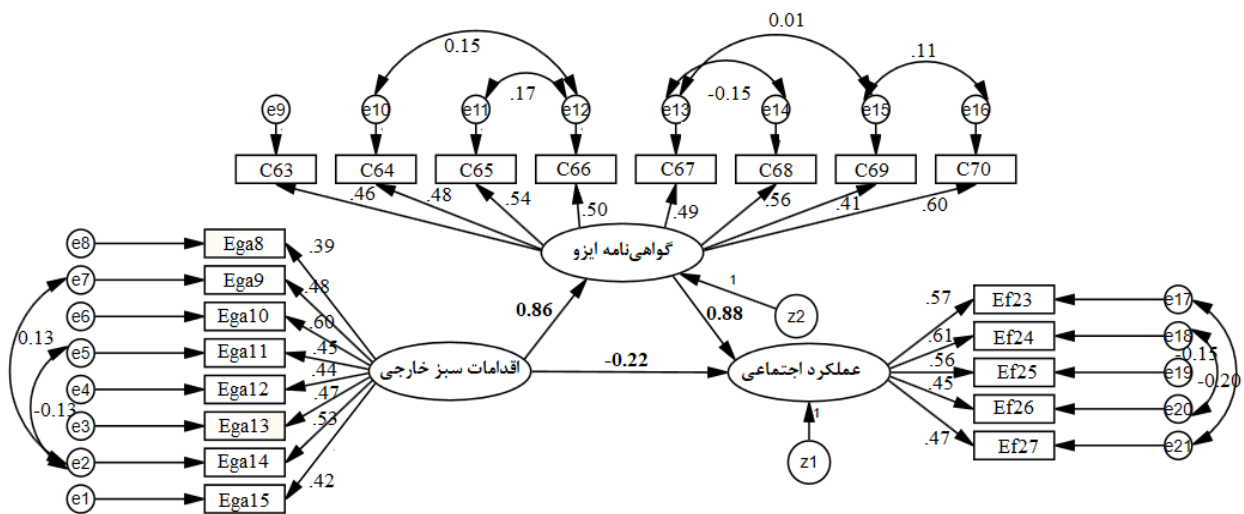 0.15
0.01
.11
.17
-0.15
e9
e10
e11
e12
e13
e14
e15
e16
C63
C64
C65
C66
C67
C68
C69
C70
.46
.48
.54
.50
.49
.56
.41
.60
گواهی‌نامه ایزو
e8
Ega8
.39
e7
Ega9
.48
e6
Ega10
.60
e5
Ega11
.45
e4
Ega12
.44
e3
Ega13
.47
e2
Ega14
.53
e1
Ega15
.42
0.13
-0.13
اقدامات سبز خارجی
0.86
-0.22
0.88
1
z2
عملکرد اجتماعی
1
z1
.57
Ef23
e17
.61
Ef24
e18
.56
Ef25
e19
.45
Ef26
e20
.47
Ef27
e21
-0.15
-0.20